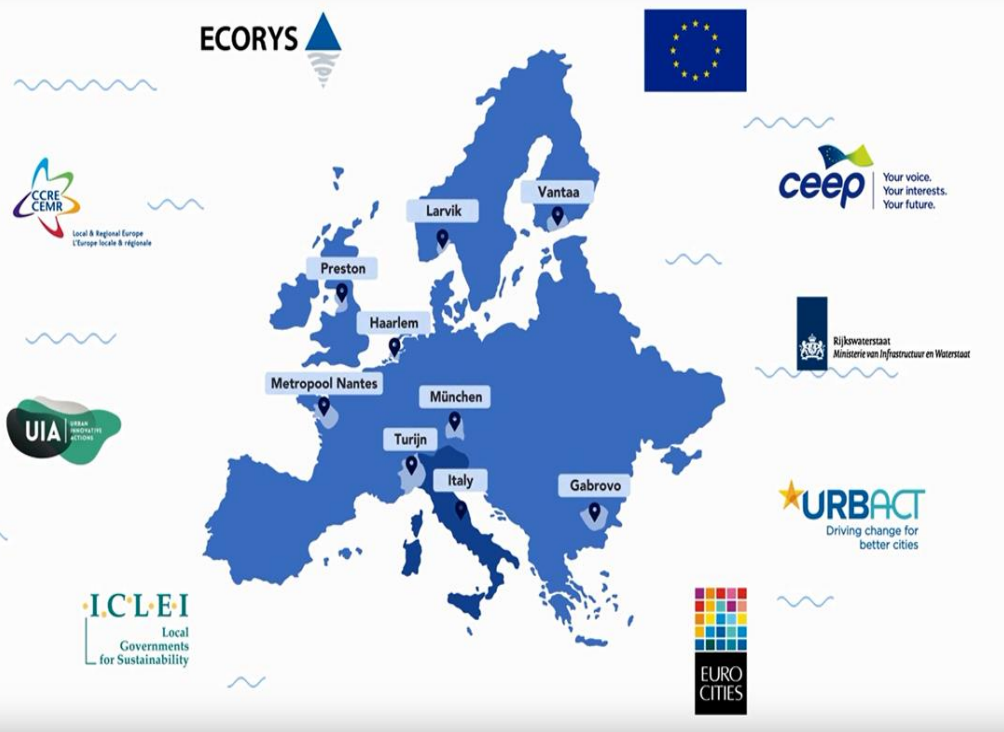 ECORYS
CCRE
CEMR
Local & Regional Europe
L'Europe locale & régionale
ceep
Your voice.
Your interests.
Your future.
Vantaa
Larvik
Preston
Haarlem
Rijkswaterstaat
Ministerie van Infrastructuur en Waterstaat
Metropool Nantes
München
UIA
URBAN
INNOVATIVE
ACTIONS
Turijn
Italy
Gabrovo
URBACT
Driving change for
better cities
I.C.L.E.I
Local
Governments
for Sustainability
EURO
CITIES